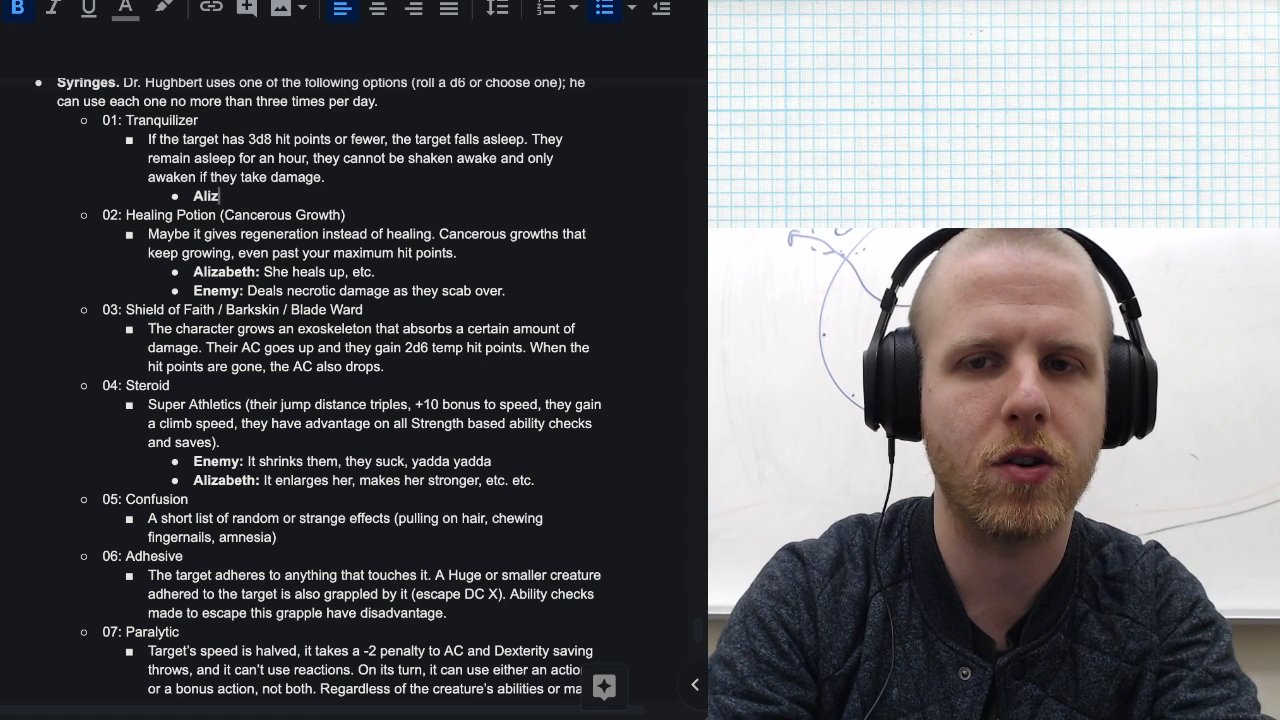 Syringes. Dr. Hughbert uses one of the following options (roll a d6 or choose one); he
can use each one no more than three times per day.
01: Tranquilizer
If the target has 3d8 hit points or fewer, the target falls asleep. They
remain asleep for an hour, they cannot be shaken awake and only
awaken if they take damage.
Aliz
02: Healing Potion (Cancerous Growth)
Maybe it gives regeneration instead of healing. Cancerous growths that
keep growing, even past your maximum hit points.
Alizabeth: She heals up, etc.
Enemy: Deals necrotic damage as they scab over.
03: Shield of Faith / Barkskin / Blade Ward
The character grows an exoskeleton that absorbs a certain amount of
damage. Their AC goes up and they gain 2d6 temp hit points. When the
hit points are gone, the AC also drops.
04: Steroid
Super Athletics (their jump distance triples, +10 bonus to speed, they gain
a climb speed, they have advantage on all Strength based ability checks
and saves).
Enemy: It shrinks them, they suck, yadda yadda
Alizabeth: It enlarges her, makes her stronger, etc. etc.
05: Confusion
A short list of random or strange effects (pulling on hair, chewing
fingernails, amnesia)
06: Adhesive
The target adheres to anything that touches it. A Huge or smaller creature
adhered to the target is also grappled by it (escape DC X). Ability checks
made to escape this grapple have disadvantage.
07: Paralytic
Target's speed is halved, it takes a -2 penalty to AC and Dexterity saving
throws, and it can't use reactions. On its turn, it can use either an actio
or a bonus action, not both. Regardless of the creature's abilities or ma